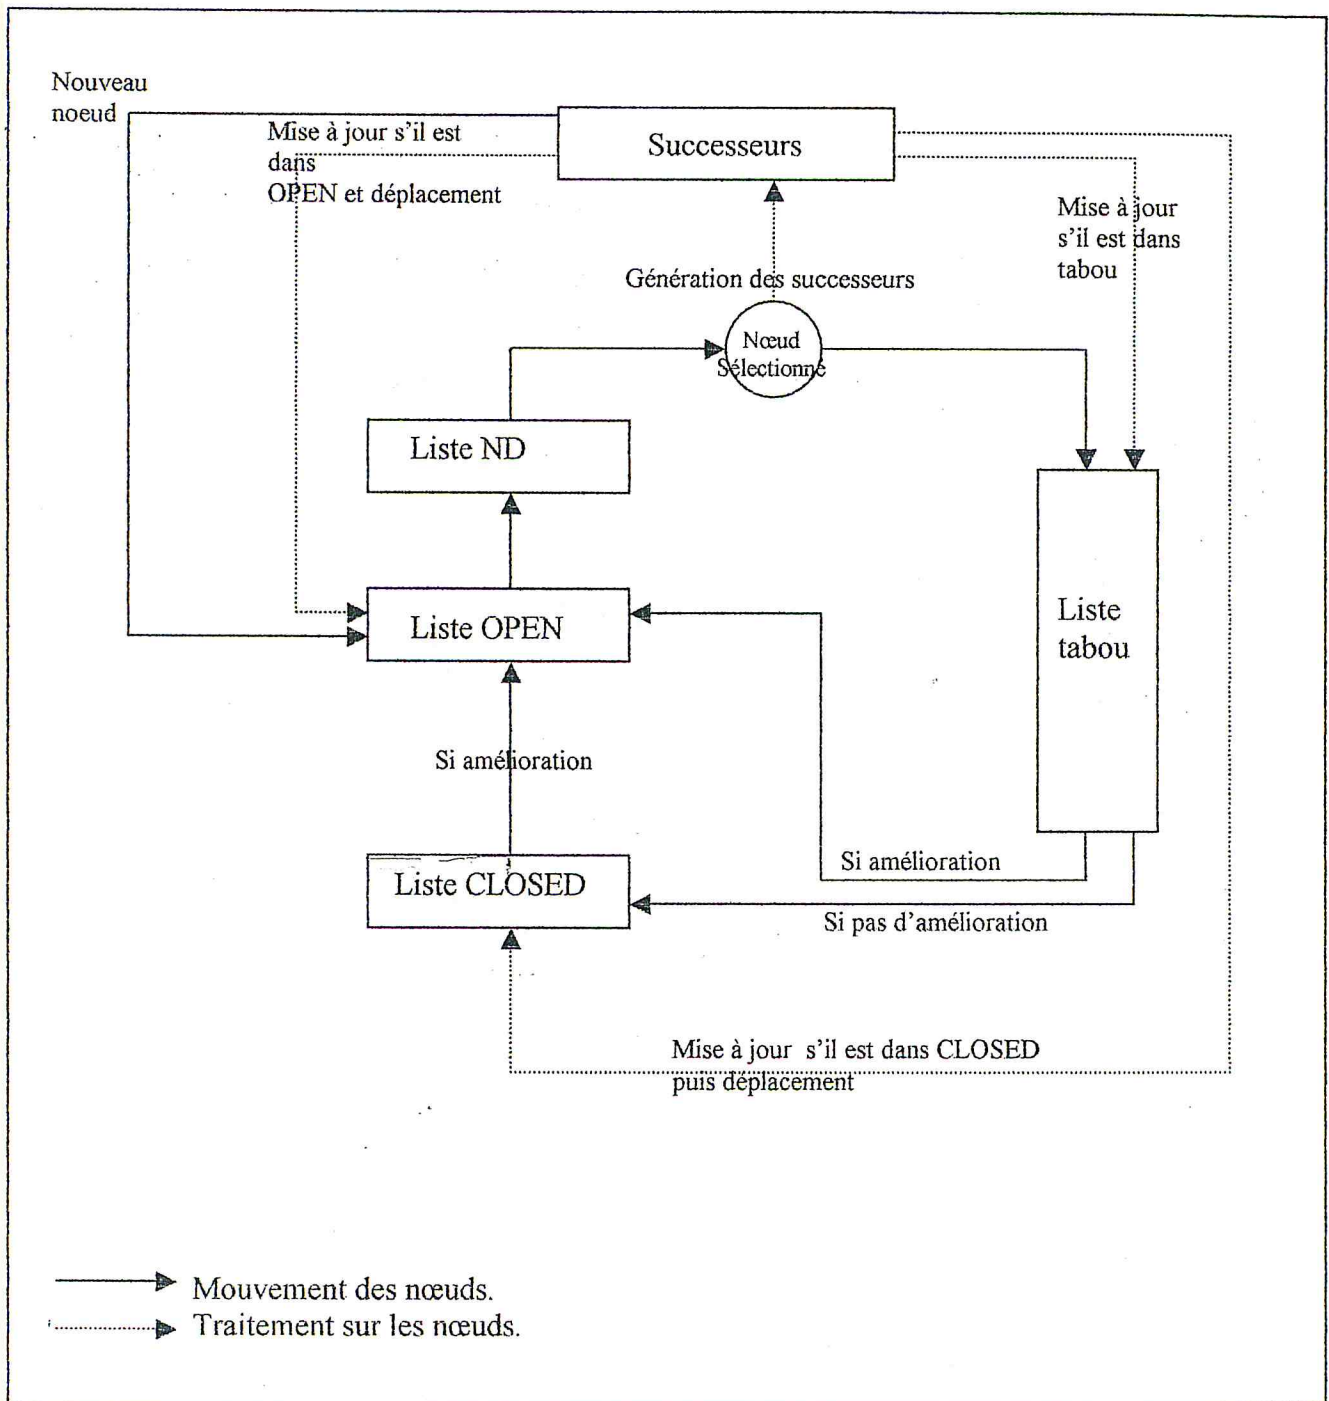 Nouveau
noeud
Mise à jour s'il est
dans
OPEN et déplacement
Successeurs
Mise à jour
s'il est dans
tabou
Génération des successeurs
Nœud
Sélectionné
Liste ND
Liste OPEN
Liste
tabou
Si amélioration
Si amélioration
Liste CLOSED
Si pas d'amélioration
Mise à jour s'il est dans CLOSED
puis déplacement
Mouvement des nœuds.
Traitement sur les nœuds.